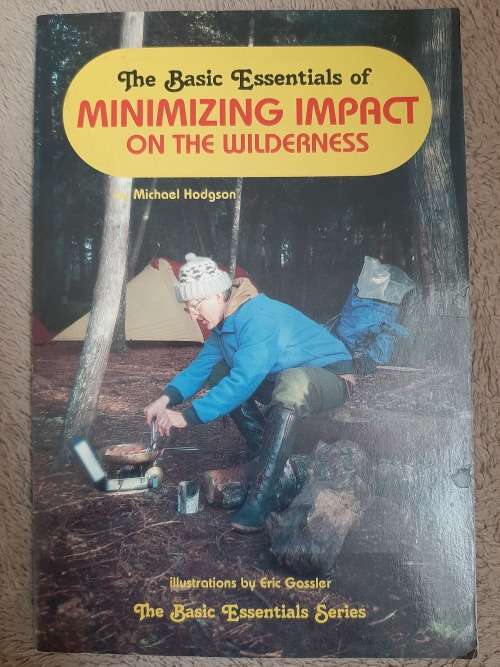 The Basic Essentials of
MINIMIZING IMPACT
ON THE WILDERNESS
by Michael Hodgson
illustrations by Eric Gossler
The Basic Essentials Series